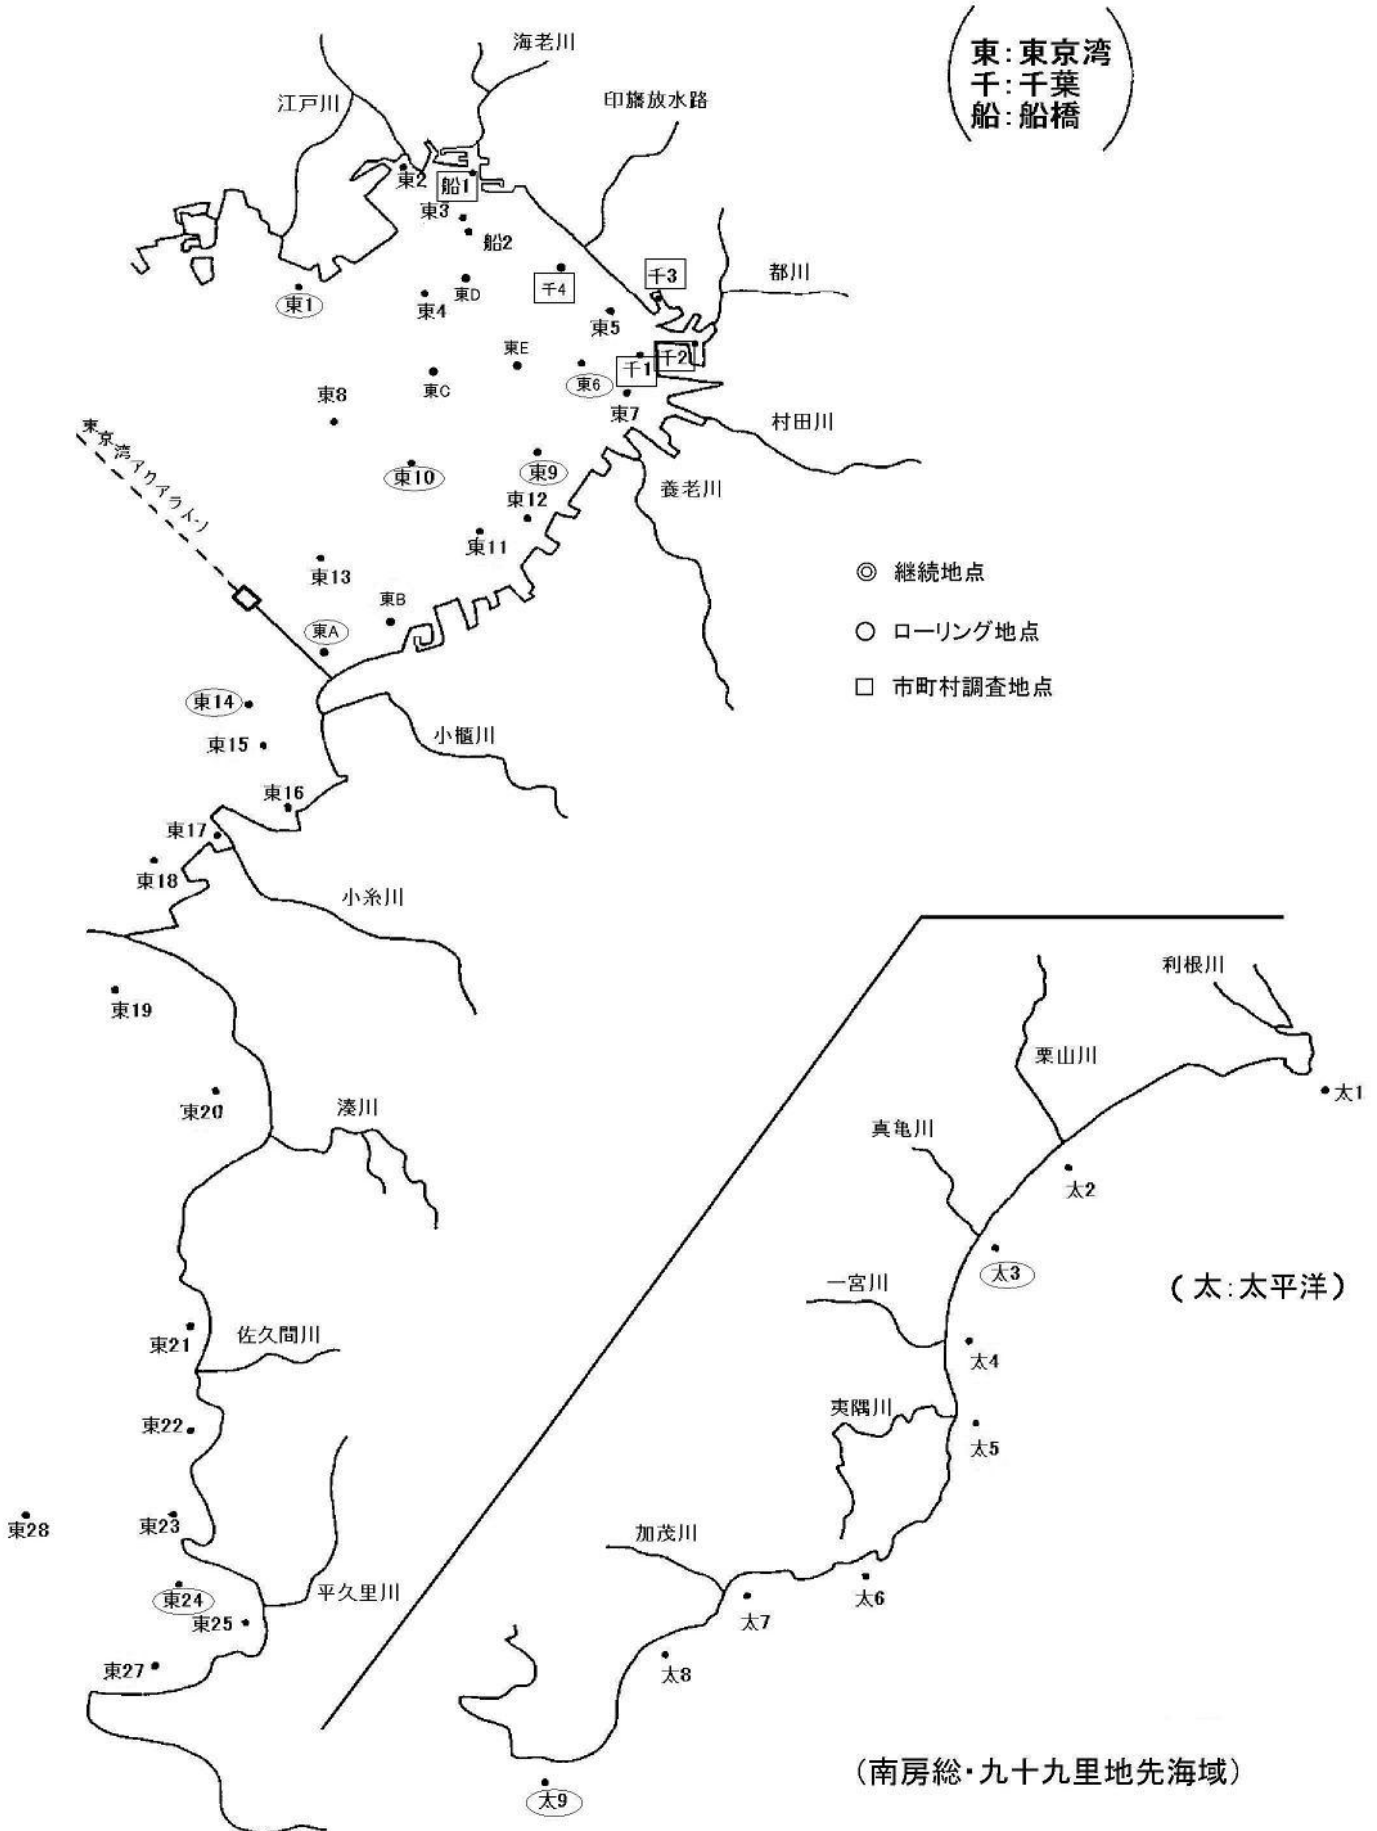 東:東京湾
千:千葉
船:船橋
海老川
江戸川
印旛放水路
東2
船1
東3
船2
千3
都川
東1
東4
東D
千4
東5
東E
千1
千2
東C
東6
東8
東7
村田川
東京湾アクアライン
東10
東9
養老川
東12
東11
東13
◎ 継続地点
東B
○ ローリング地点
東A
□ 市町村調査地点
東14
東15
小櫃川
東16
東17
東18
小糸川
利根川
東19
栗山川
太1
東20
湊川
真亀川
太2
太3
一宮川
(太:太平洋)
東21
佐久間川
太4
夷隅川
東22
太5
東28
東23
加茂川
東24
平久里川
太6
東25
太7
東27
太8
(南房総・九十九里地先海域)
太9